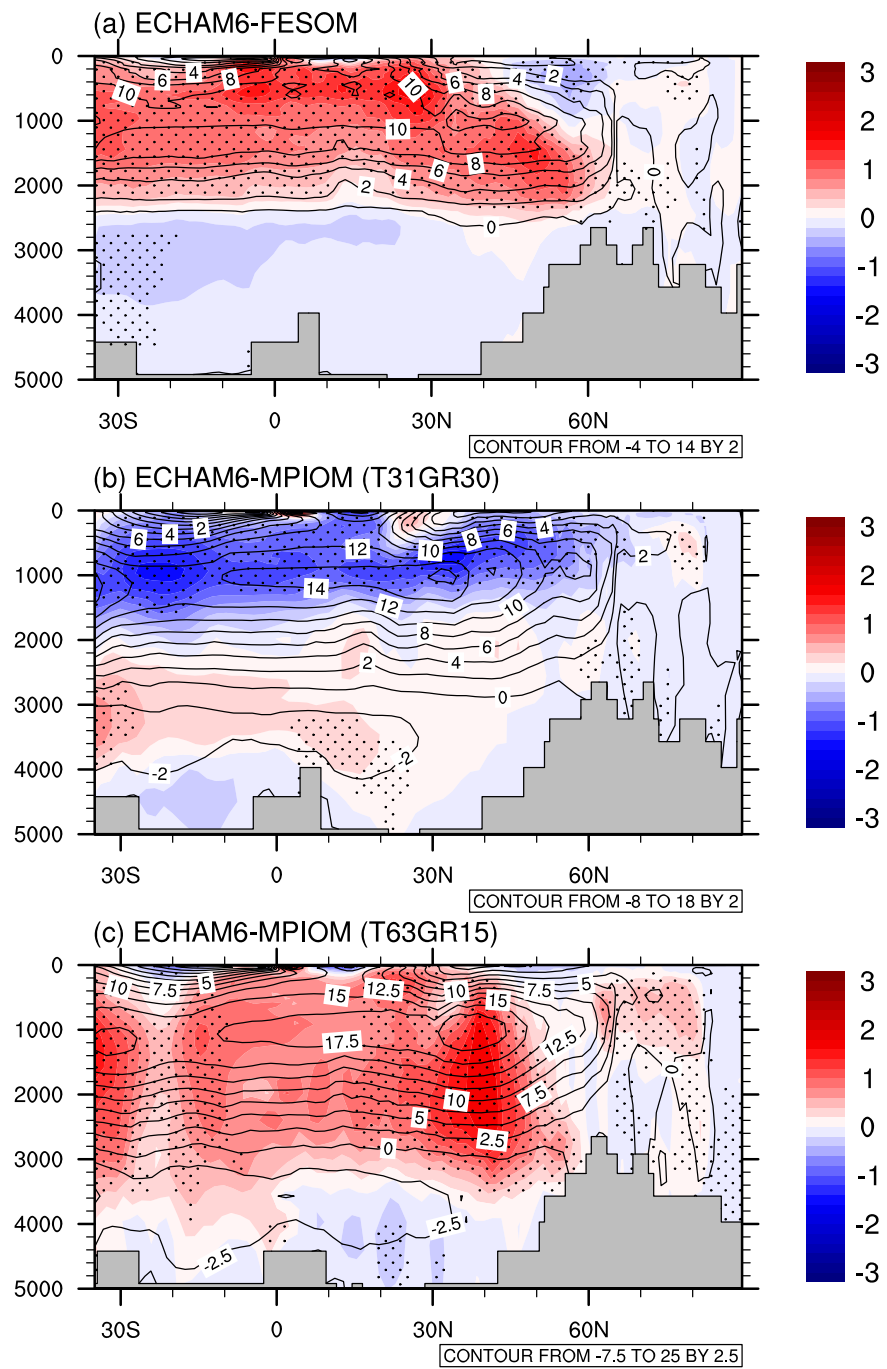 (a) ECHAM6-FESOM
0
1000
2000
3000
4000
5000
30S 0 30N 60N
10 6 4 8 10 6 4 2 8
10 8 6 4 2 0 0
3
2
1
0
-1
-2
-3
CONTOUR FROM -4 TO 14 BY 2
(b) ECHAM6-MPIOM (T31GR30)
0
1000
2000
3000
4000
5000
30S 0 30N 60N
6 4 2 12 10 8 6 4 2
14 12 10 8 6 2 4 0
-2 -2
3
2
1
0
-1
-2
-3
CONTOUR FROM -8 TO 18 BY 2
(c) ECHAM6-MPIOM (T63GR15)
0
1000
2000
3000
4000
5000
30S 0 30N 60N
10 7.5 5 15 12.5 10 15 7.5 5
17.5 12.5 7.5 10 5 2.5 0 0
-2.5 -2.5
3
2
1
0
-1
-2
-3
CONTOUR FROM -7.5 TO 25 BY 2.5